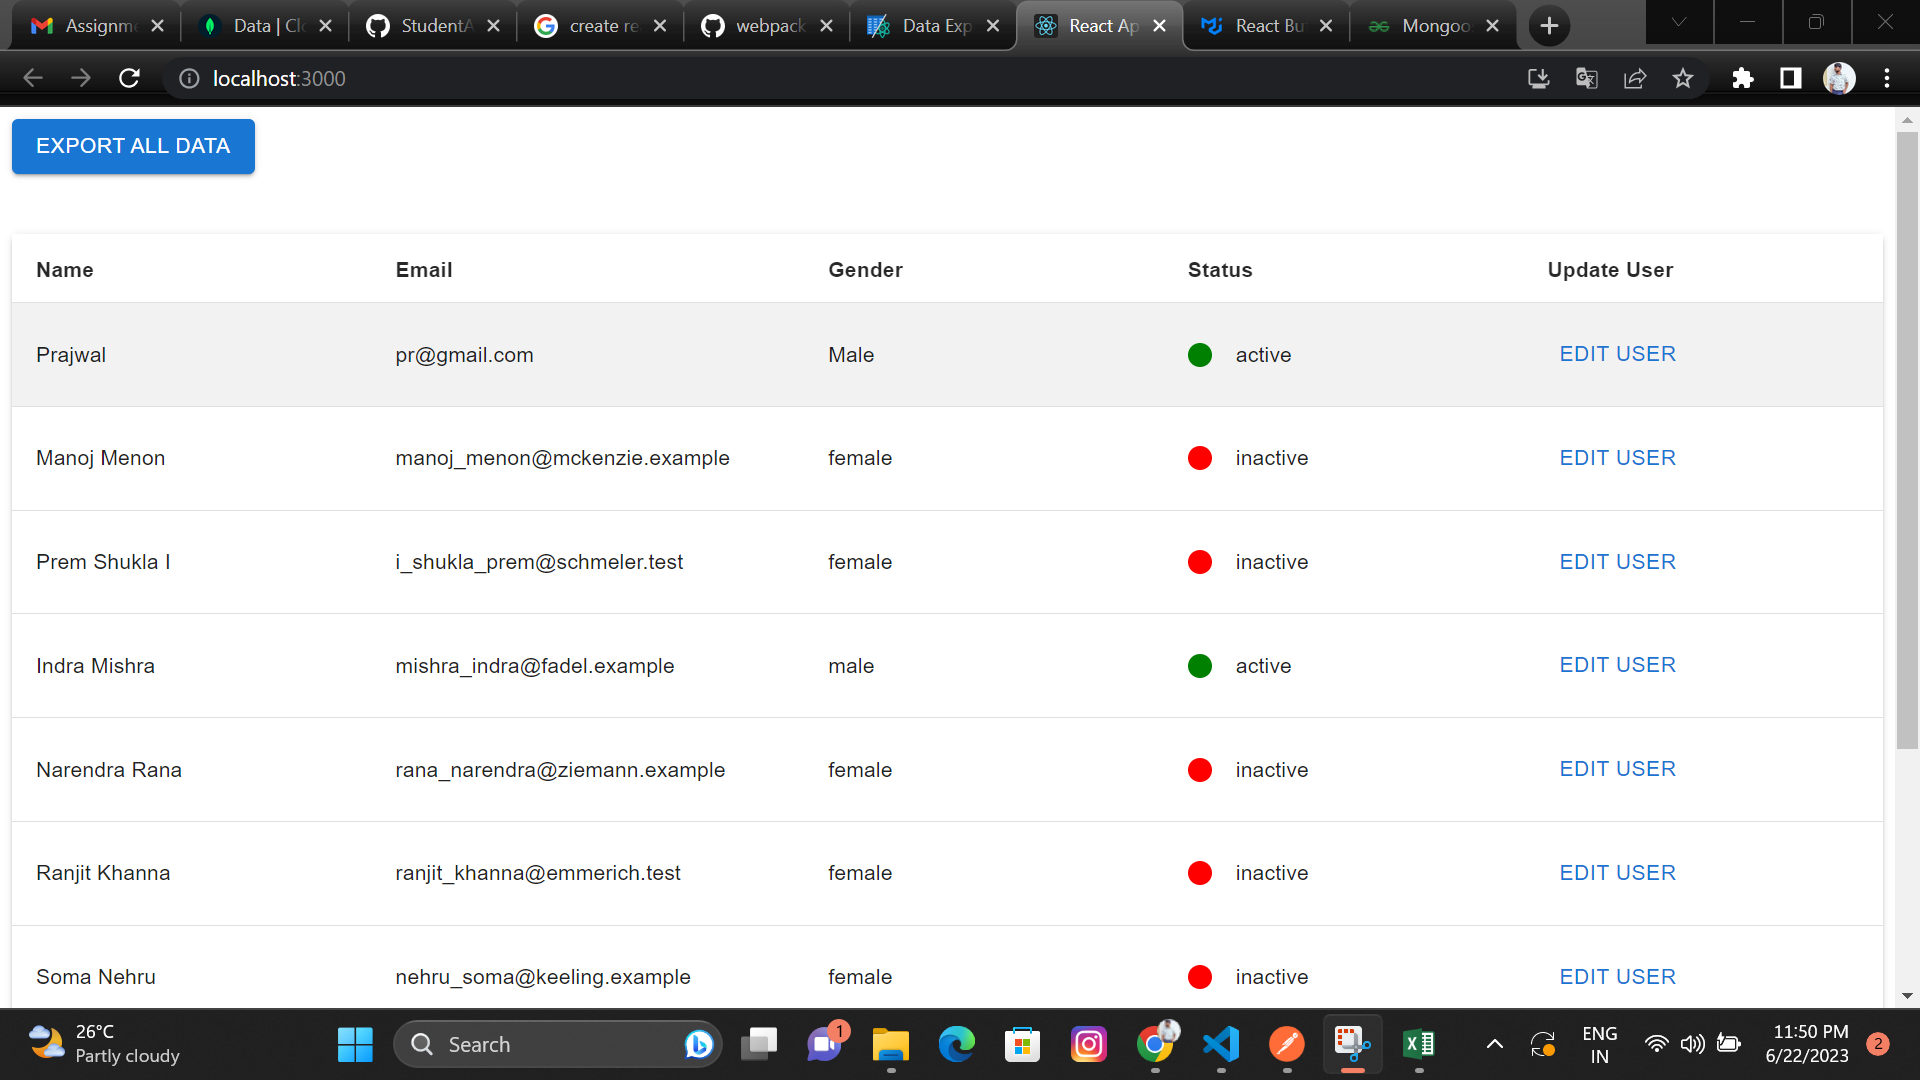 Assignme Data | Clo StudentA create re webpack Data Exp React Ap React Bu Mongoo
localhost:3000
EXPORT ALL DATA
Name Email Gender Status Update User
Prajwal pr@gmail.com Male active EDIT USER
Manoj Menon manoj_menon@mckenzie.example female inactive EDIT USER
Prem Shukla I i_shukla_prem@schmeler.test female inactive EDIT USER
Indra Mishra mishra_indra@fadel.example male active EDIT USER
Narendra Rana rana_narendra@ziemann.example female inactive EDIT USER
Ranjit Khanna ranjit_khanna@emmerich.test female inactive EDIT USER
Soma Nehru nehru_soma@keeling.example female inactive EDIT USER
26°C
Partly cloudy
Search
1
ENG
IN
11:50 PM
6/22/2023
2